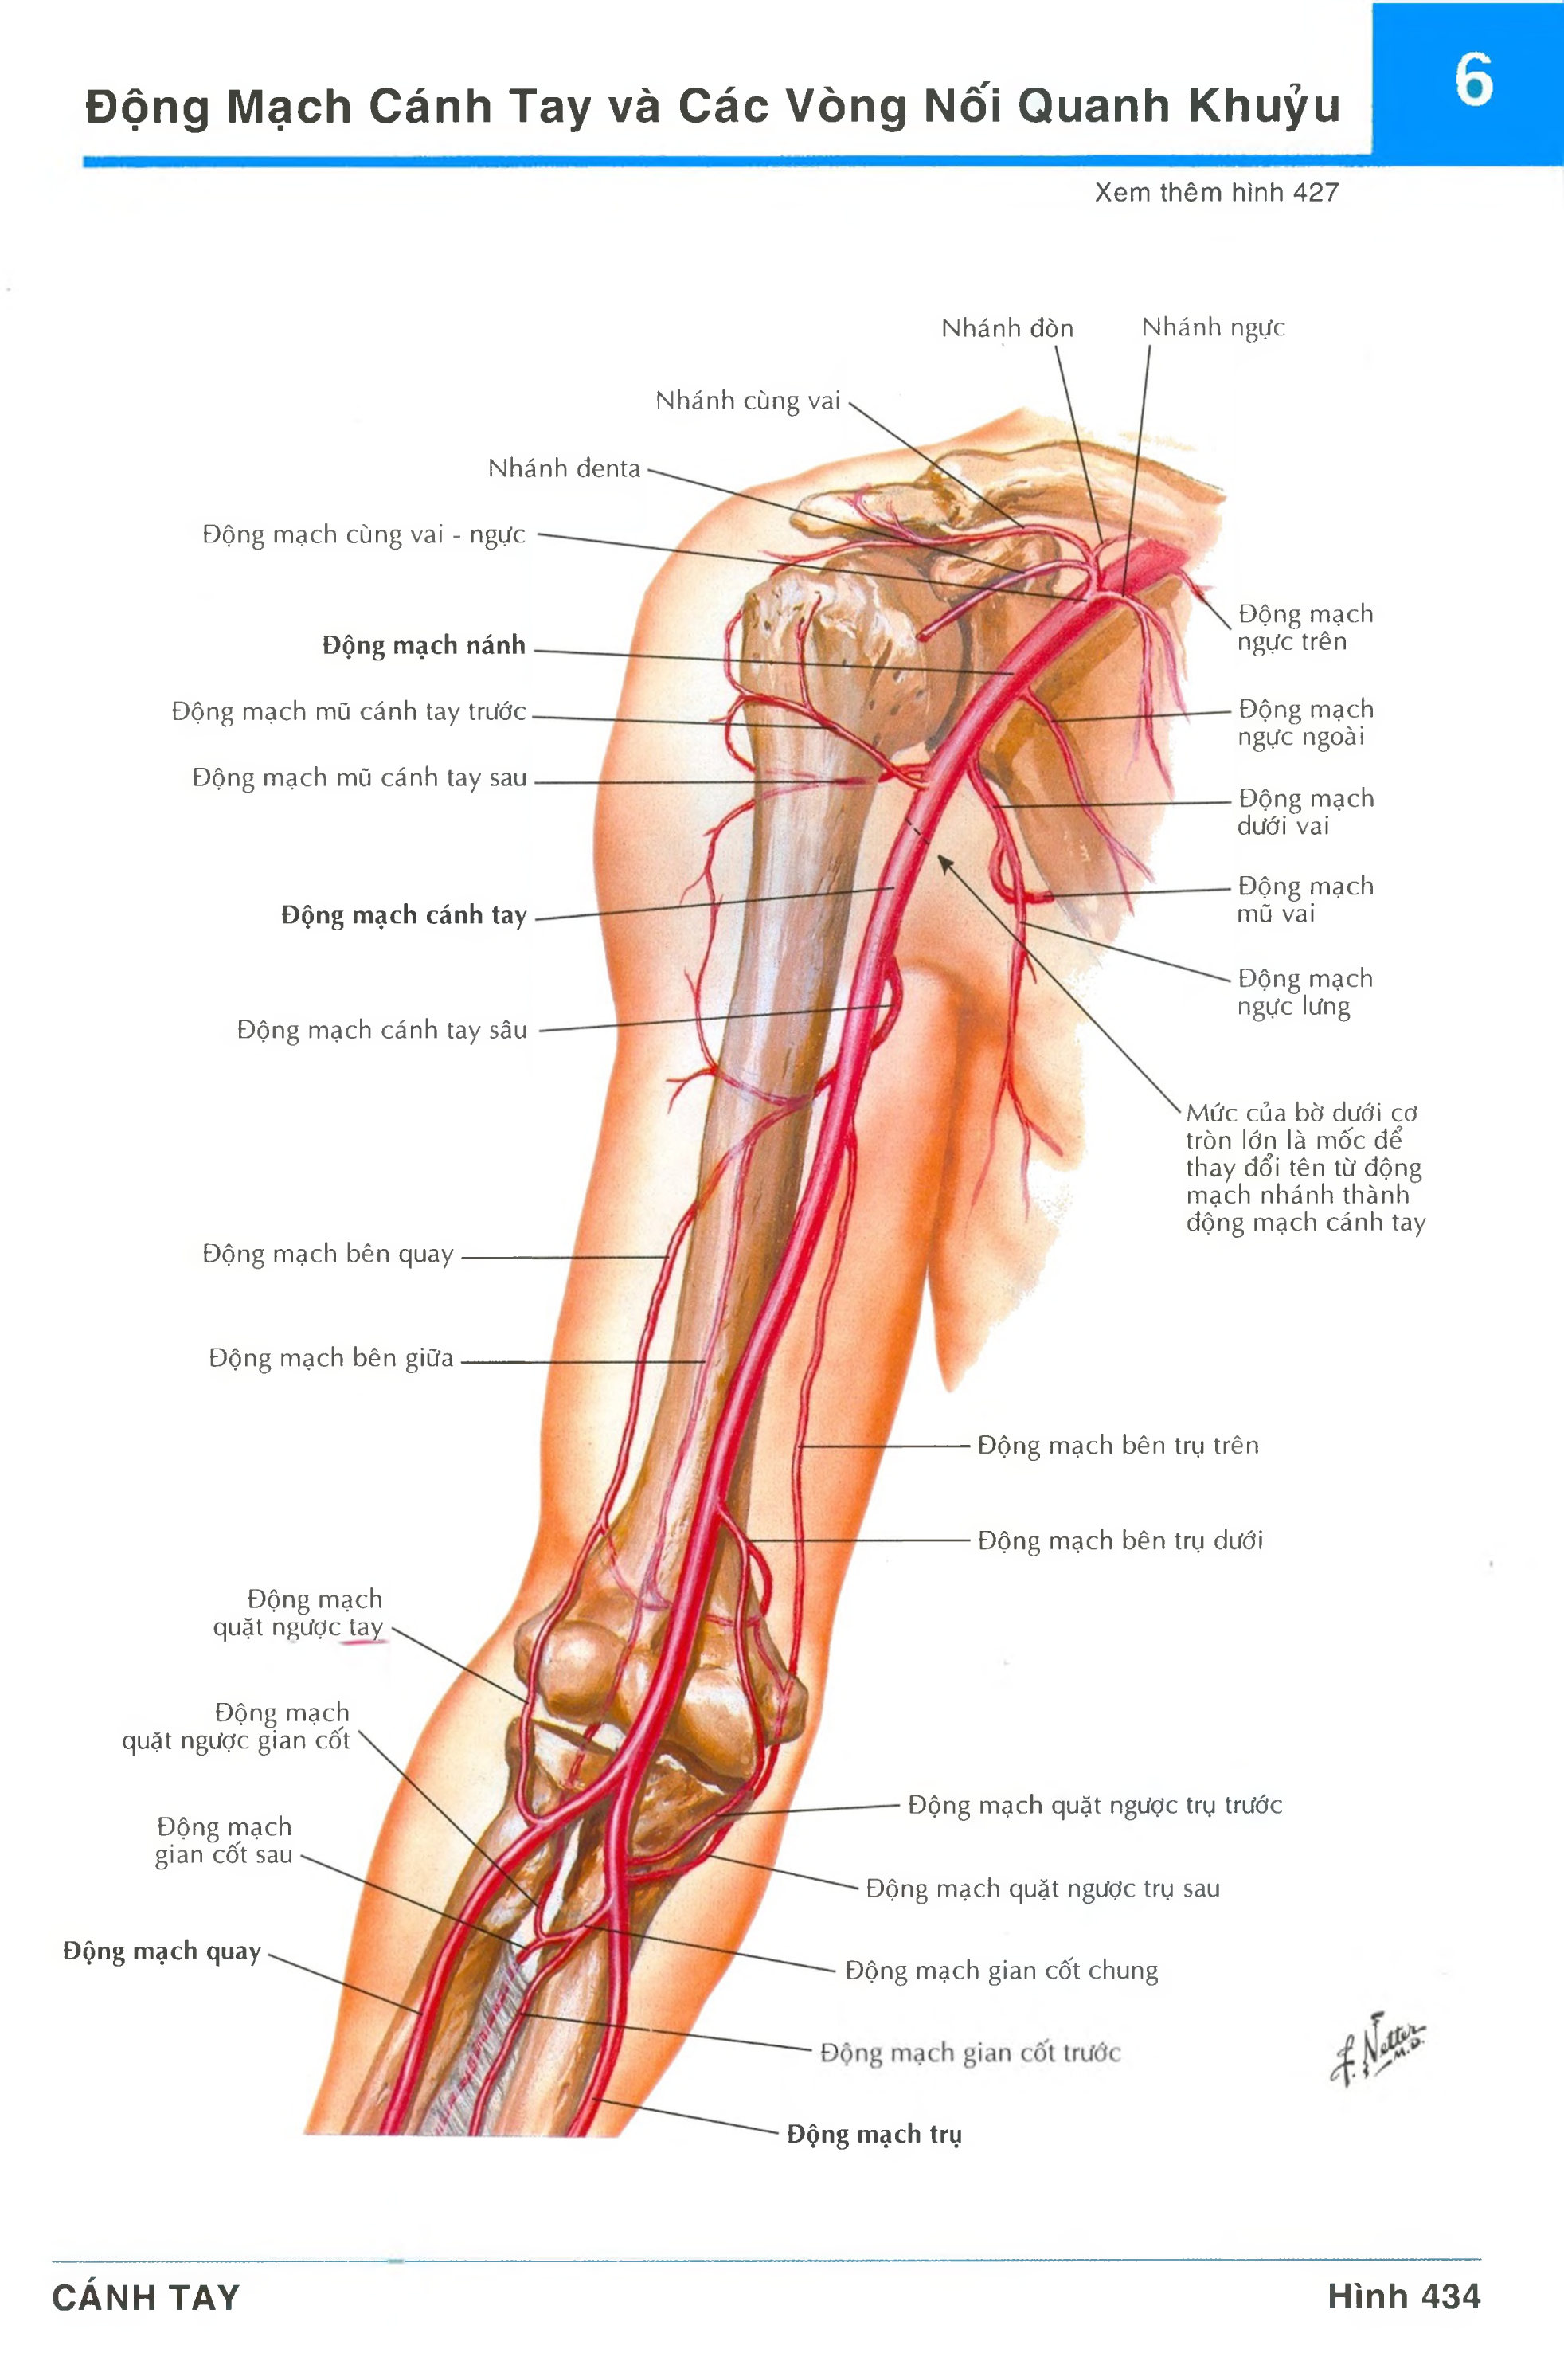 6
Động Mạch Cánh Tay và Các Vòng Nối Quanh Khuỷu
Xem thêm hình 427
Nhánh đòn
Nhánh ngực
Nhánh cùng vai
Nhánh đenta
Động mạch cùng vai - ngực
Động mạch nánh
Động mạch mũ cánh tay trước
Động mạch mũ cánh tay sau
Động mạch cánh tay
Động mạch cánh tay sâu
Động mạch bên quay
Động mạch bên giữa
Động mạch
quặt ngược tay
Động mạch
quặt ngược gian cốt
Động mạch
gian cốt sau
Động mạch quay
Động mạch
ngực trên
Động mạch
ngực ngoài
Động mạch
dưới vai
Động mạch
mũ vai
Động mạch
ngực lưng
Mức của bờ dưới cơ
tròn lớn là mốc để
thay đổi tên từ động
mạch nhánh thành
động mạch cánh tay
Động mạch bên trụ trên
Động mạch bên trụ dưới
Động mạch quặt ngược trụ trước
Động mạch quặt ngược trụ sau
Động mạch gian cốt chung
Động mạch gian cốt trước
Động mạch trụ
F. Netter
M.D.
CÁNH TAY
Hình 434